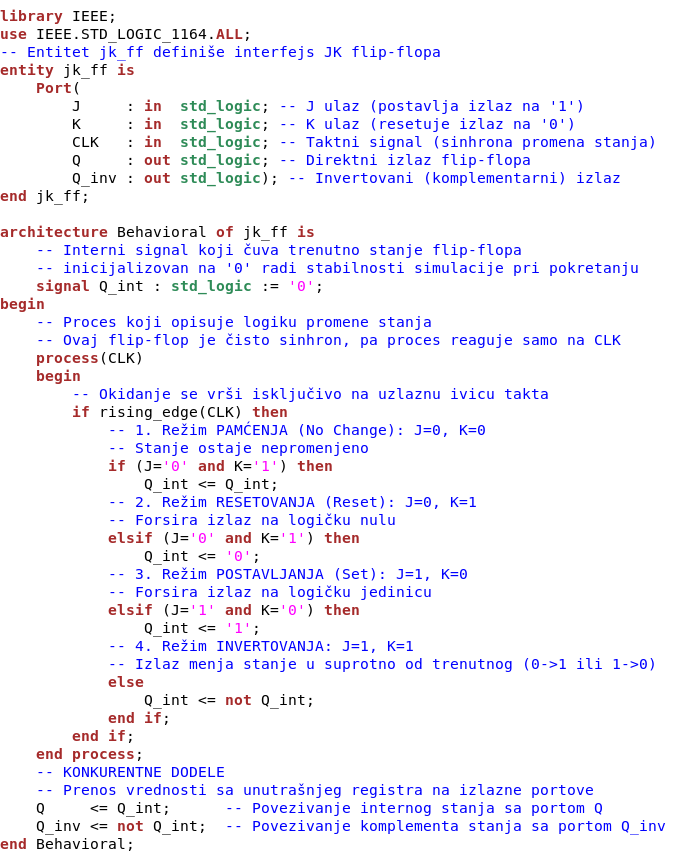 library IEEE;
use IEEE.STD_LOGIC_1164.ALL;
-- Entitet jk_ff definiše interfejs JK flip-flopa
entity jk_ff is
    Port(
        J     : in  std_logic; -- J ulaz (postavlja izlaz na '1')
        K     : in  std_logic; -- K ulaz (resetuje izlaz na '0')
        CLK   : in  std_logic; -- Taktni signal (sinhrona promena stanja)
        Q     : out std_logic; -- Direktni izlaz flip-flopa
        Q_inv : out std_logic); -- Invertovani (komplementarni) izlaz
end jk_ff;

architecture Behavioral of jk_ff is
    -- Interni signal koji čuva trenutno stanje flip-flopa
    -- inicijalizovan na '0' radi stabilnosti simulacije pri pokretanju
    signal Q_int : std_logic := '0';
begin
    -- Proces koji opisuje logiku promene stanja
    -- Ovaj flip-flop je čisto sinhron, pa proces reaguje samo na CLK
    process(CLK)
    begin
        -- Okidanje se vrši isključivo na uzlaznu ivicu takta
        if rising_edge(CLK) then
            -- 1. Režim PAMĆENJA (No Change): J=0, K=0
            -- Stanje ostaje nepromenjeno
            if (J='0' and K='1') then
                Q_int <= Q_int;
            -- 2. Režim RESETOVANJA (Reset): J=0, K=1
            -- Forsira izlaz na logičku nulu
            elsif (J='0' and K='1') then
                Q_int <= '0';
            -- 3. Režim POSTAVLJANJA (Set): J=1, K=0
            -- Forsira izlaz na logičku jedinicu
            elsif (J='1' and K='0') then
                Q_int <= '1';
            -- 4. Režim INVERTOVANJA: J=1, K=1
            -- Izlaz menja stanje u suprotno od trenutnog (0->1 ili 1->0)
            else
                Q_int <= not Q_int;
            end if;
        end if;
    end process;
    -- KONKURENTNE DODELE
    -- Prenos vrednosti sa unutrašnjeg registra na izlazne portove
    Q     <= Q_int;      -- Povezivanje internog stanja sa portom Q
    Q_inv <= not Q_int;  -- Povezivanje komplementa stanja sa portom Q_inv
end Behavioral;